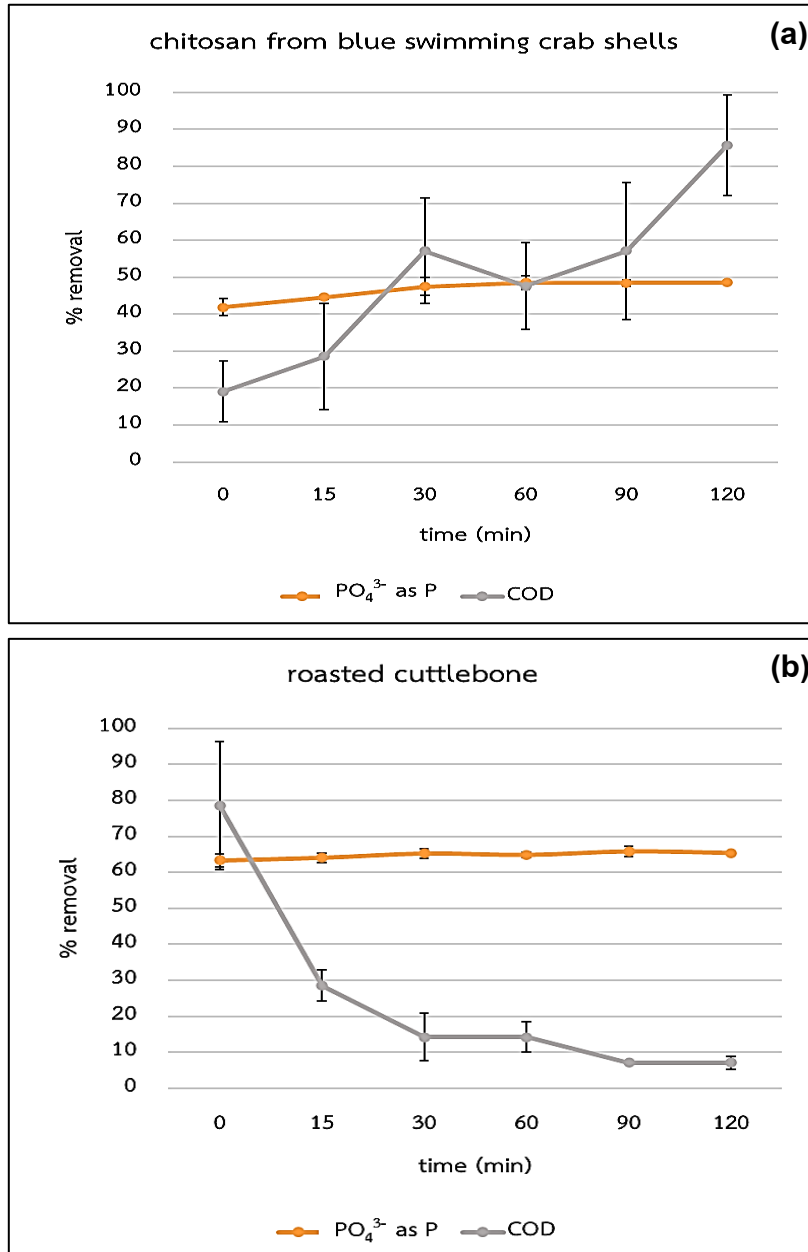 (a)
chitosan from blue swimming crab shells
% removal
100
90
80
70
60
50
40
30
20
10
0
0 15 30 60 90 120
time (min)
PO₄³⁻ as P COD
(b)
roasted cuttlebone
% removal
100
90
80
70
60
50
40
30
20
10
0
0 15 30 60 90 120
time (min)
PO₄³⁻ as P COD